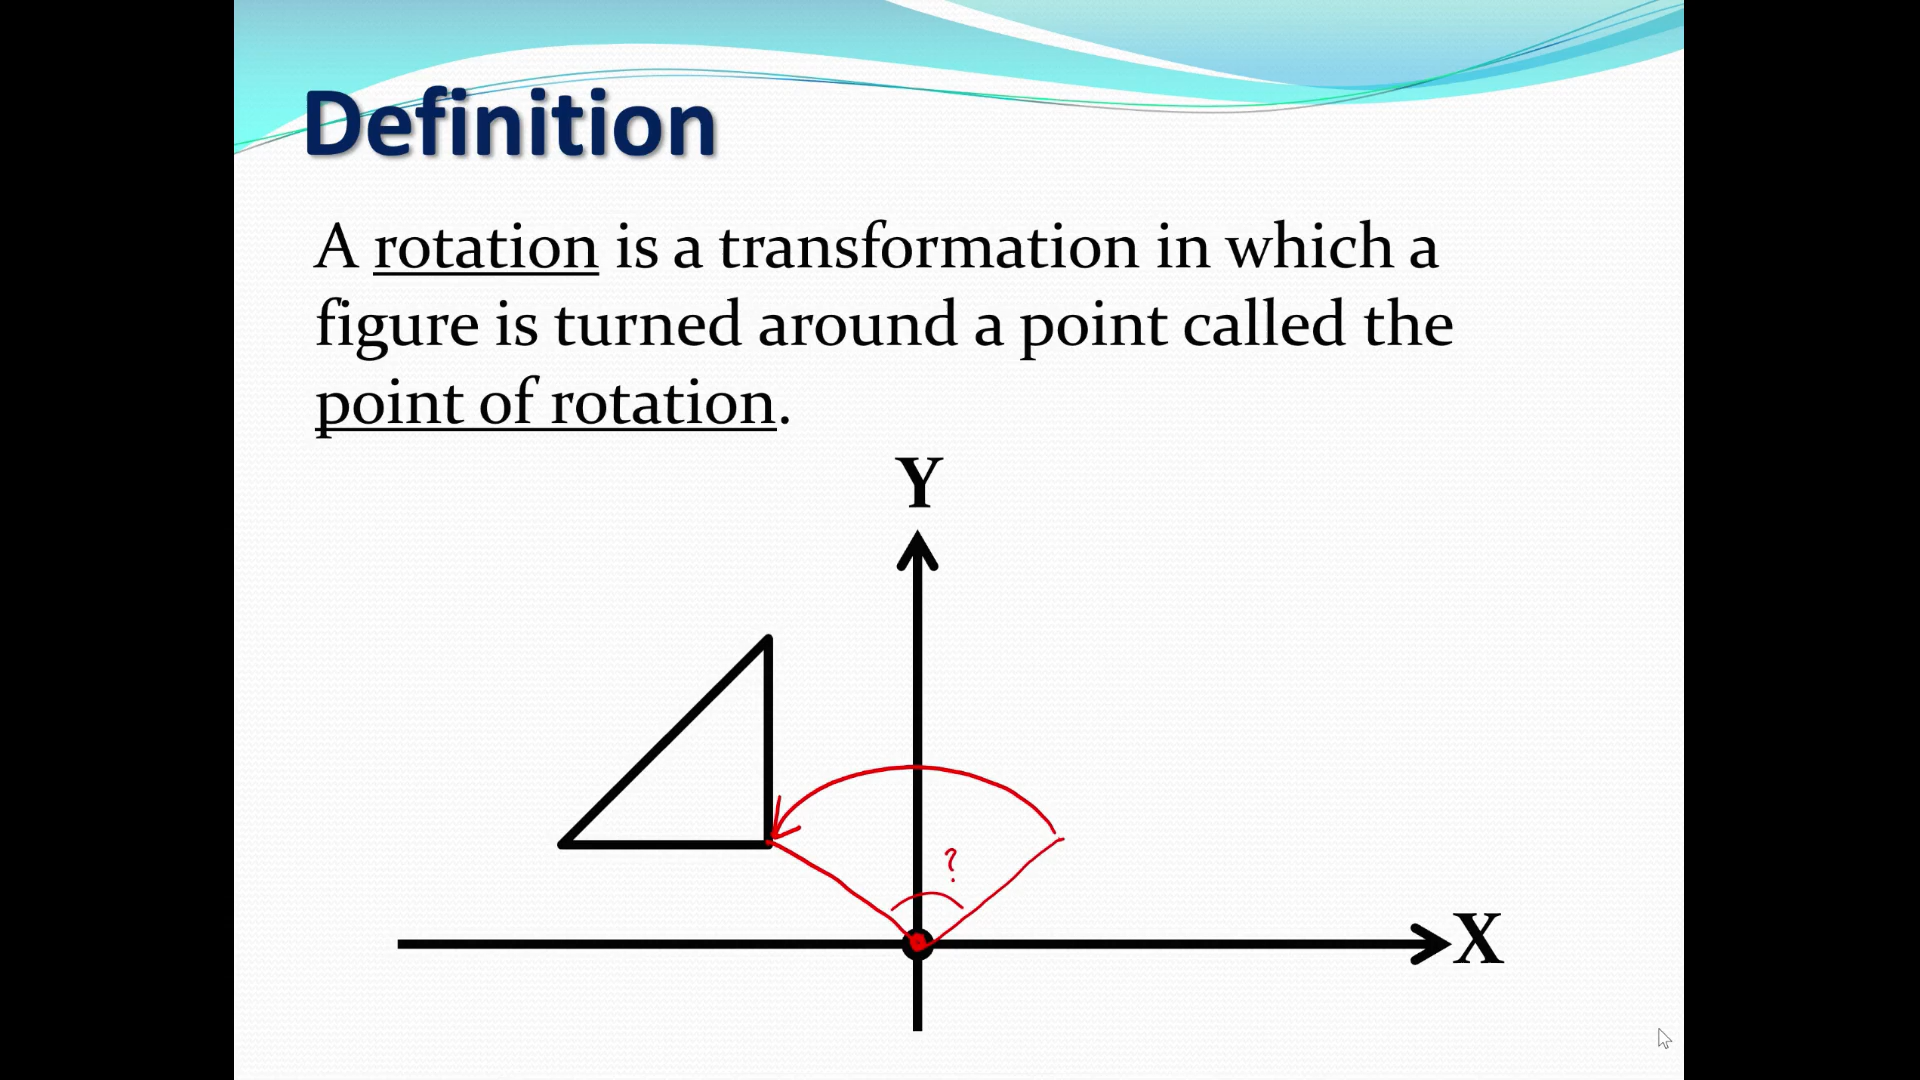 Definition
A rotation is a transformation in which a
figure is turned around a point called the
point of rotation.
Y
?
X